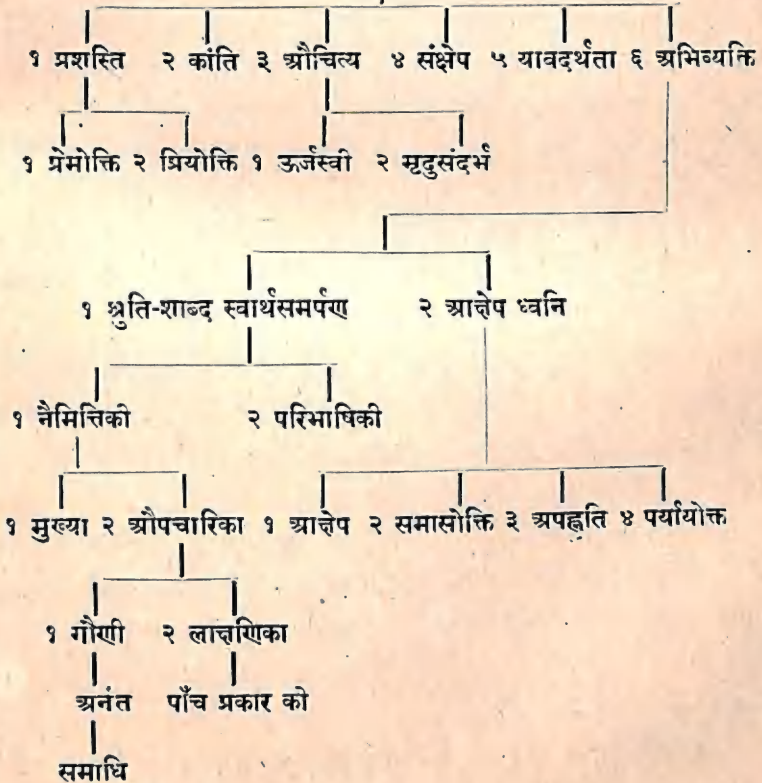 १ प्रशस्ति २ कांति ३ औचित्य ४ संक्षेप ५ यावदर्थता ६ अभिव्यक्ति
१ प्रेमोक्ति २ प्रियोक्ति १ ऊर्जस्वी २ मृदुसंदर्भ
१ श्रुति-शाब्द स्वार्थसमर्पण २ आक्षेप ध्वनि
१ नैमित्तिकी २ परिभाषिकी
१ मुख्या २ औपचारिका १ आक्षेप २ समासोक्ति ३ अपह्नुति ४ पर्यायोक्त
१ गौणी २ लाक्षणिका
अनंत पाँच प्रकार को
समाधि